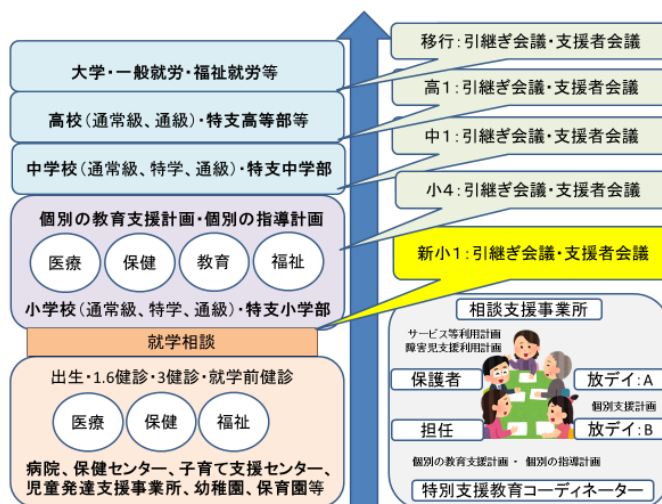 大学・一般就労・福祉就労等
高校（通常級、通級）・特支高等部等
中学校（通常級、特学、通級）・特支中学部
個別の教育支援計画・個別の指導計画
医療
保健
教育
福祉
小学校（通常級、特学、通級）・特支小学部
就学相談
出生・1.6健診・3健診・就学前健診
医療
保健
福祉
病院、保健センター、子育て支援センター、
児童発達支援事業所、幼稚園、保育園等
移行：引継ぎ会議・支援者会議
高1：引継ぎ会議・支援者会議
中1：引継ぎ会議・支援者会議
小4：引継ぎ会議・支援者会議
新小1：引継ぎ会議・支援者会議
相談支援事業所
サービス等利用計画
障害児支援利用計画
保護者
放デイ：A
個別支援計画
担任
放デイ：B
個別の教育支援計画・個別の指導計画
特別支援教育コーディネーター